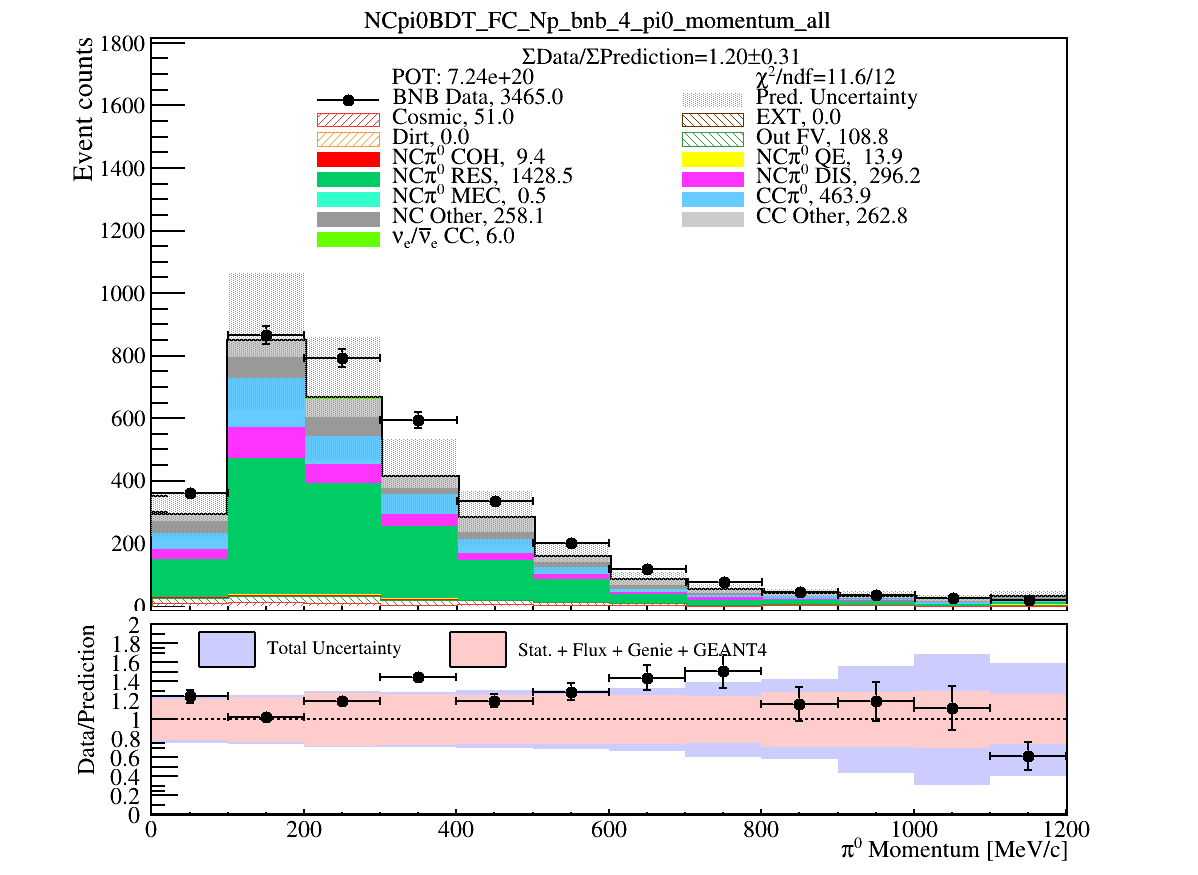 NCpi0BDT_FC_Np_bnb_4_pi0_momentum_all
ΣData/ΣPrediction=1.20±0.31
POT: 7.24e+20
χ²/ndf=11.6/12
BNB Data, 3465.0
Pred. Uncertainty
Cosmic, 51.0
EXT, 0.0
Dirt, 0.0
Out FV, 108.8
NCπ⁰ COH, 9.4
NCπ⁰ QE, 13.9
NCπ⁰ RES, 1428.5
NCπ⁰ DIS, 296.2
NCπ⁰ MEC, 0.5
CCπ⁰, 463.9
NC Other, 258.1
CC Other, 262.8
νₑ/ν̅ₑ CC, 6.0
Event counts
1800
1600
1400
1200
1000
800
600
400
200
0
Total Uncertainty
Stat. + Flux + Genie + GEANT4
Data/Prediction
2
1.8
1.6
1.4
1.2
1
0.8
0.6
0.4
0.2
0
0 200 400 600 800 1000 1200
π⁰ Momentum [MeV/c]